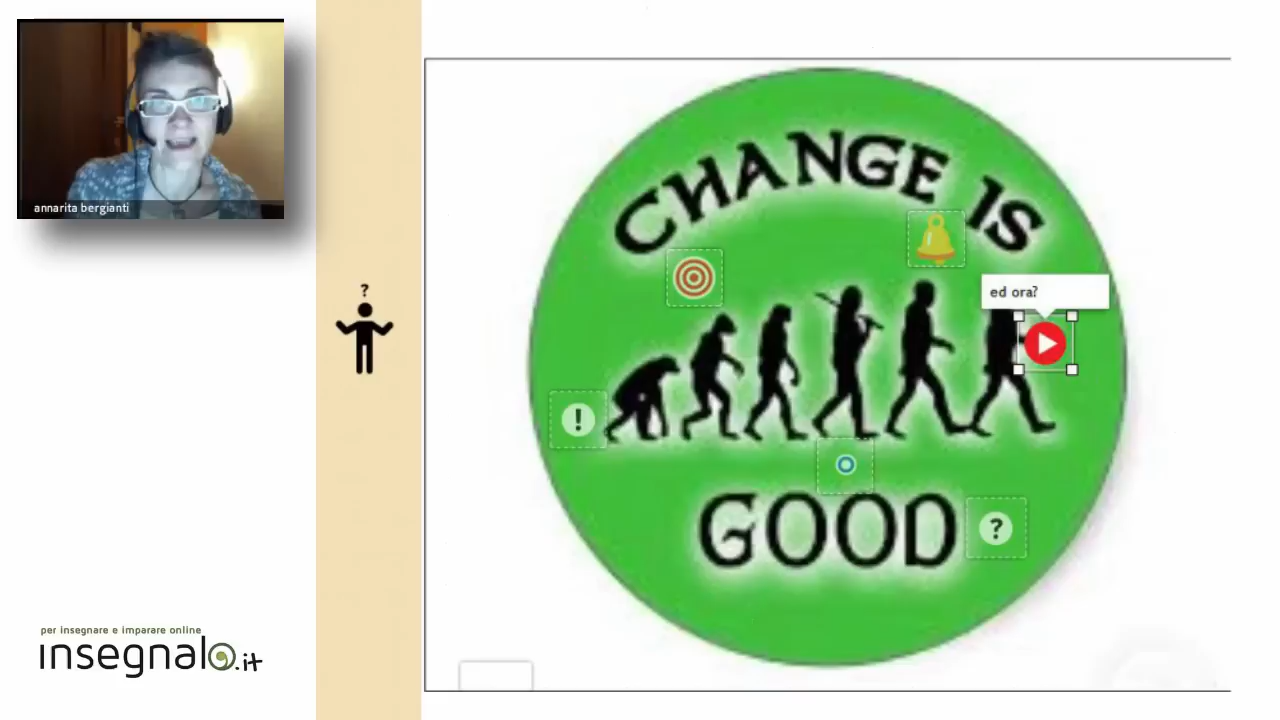 annarita bergianti
?
CHANGE IS
ed ora?
!
GOOD
?
per insegnare e imparare online
insegnalo.it